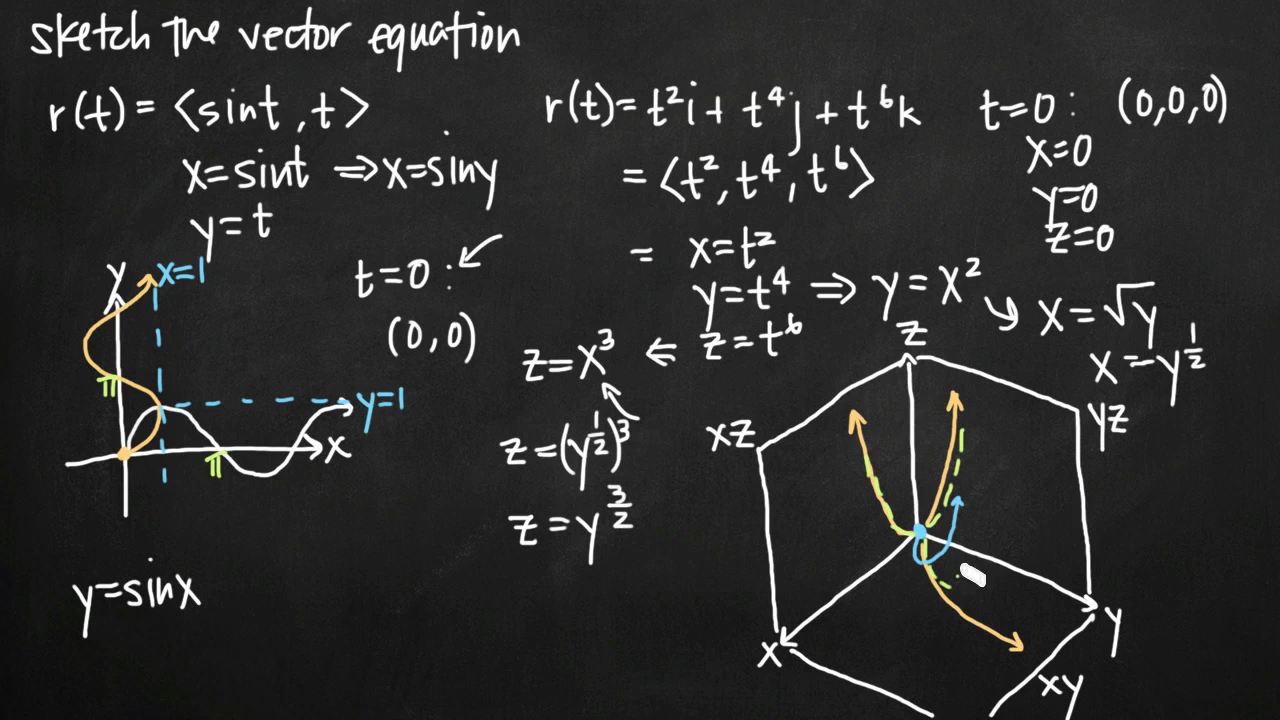 sketch the vector equation
r(t) = ⟨sint, t⟩
x=sint ⇒ x=siny
y=t
y
x=1
t=0 :
(0,0)
π
y=1
x
π
y=sinx
r(t)= t²i + t⁴j + t⁶k
= ⟨t², t⁴, t⁶⟩
= x=t²
y=t⁴ ⇒ y=x²
z=t⁶
z=x³ ⇐
z=(y^½)³
z=y^(3/2)
t=0: (0,0,0)
x=0
y=0
z=0
↘ x=√y
x=y^½
z
xz
yz
x
y
xy